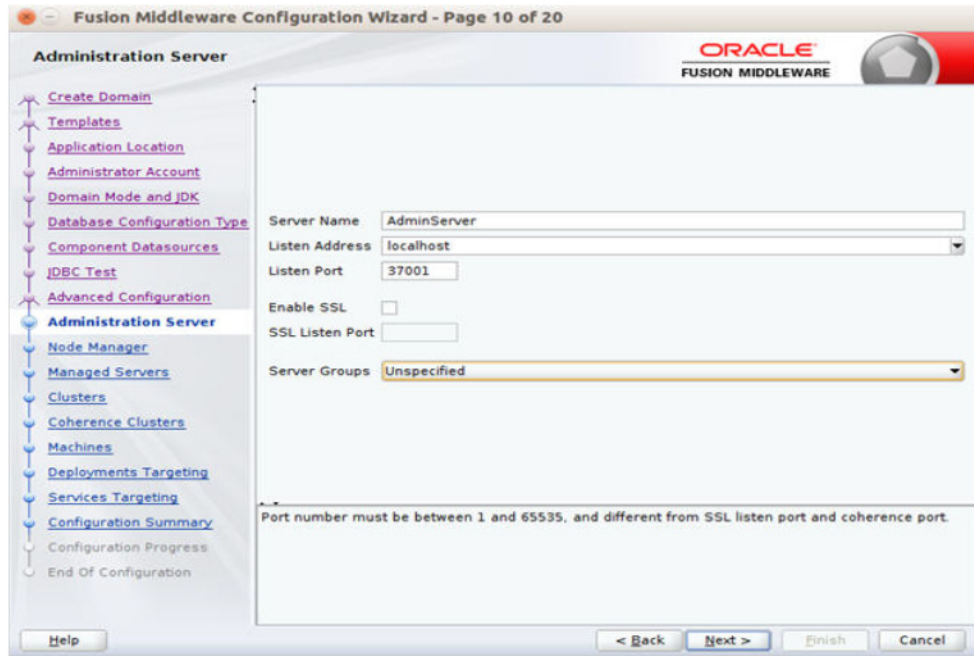 Fusion Middleware Configuration Wizard - Page 10 of 20
Administration Server
ORACLE
FUSION MIDDLEWARE
Create Domain
Templates
Application Location
Administrator Account
Domain Mode and JDK
Database Configuration Type
Component Datasources
JDBC Test
Advanced Configuration
Administration Server
Node Manager
Managed Servers
Clusters
Coherence Clusters
Machines
Deployments Targeting
Services Targeting
Configuration Summary
Configuration Progress
End Of Configuration
Server Name AdminServer
Listen Address localhost
Listen Port 37001
Enable SSL
SSL Listen Port
Server Groups Unspecified
Port number must be between 1 and 65535, and different from SSL listen port and coherence port.
Help < Back Next > Finish Cancel